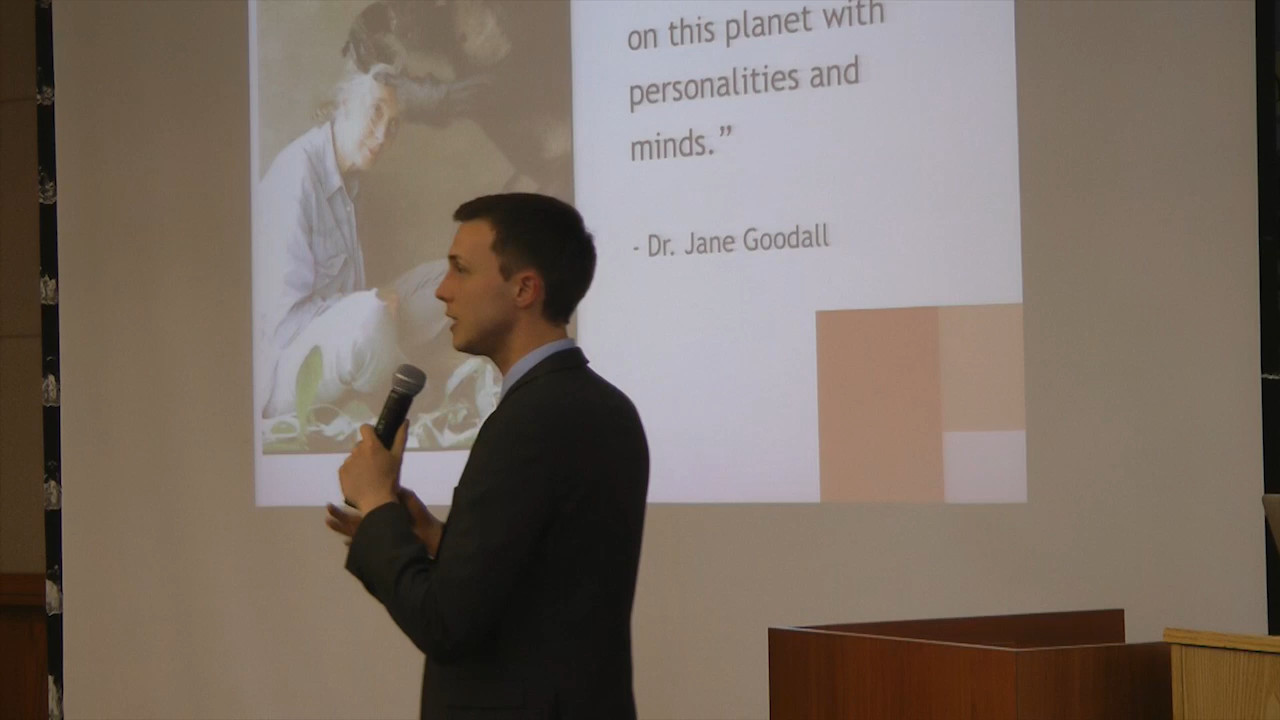 on this planet with
personalities and
minds.”
- Dr. Jane Goodall